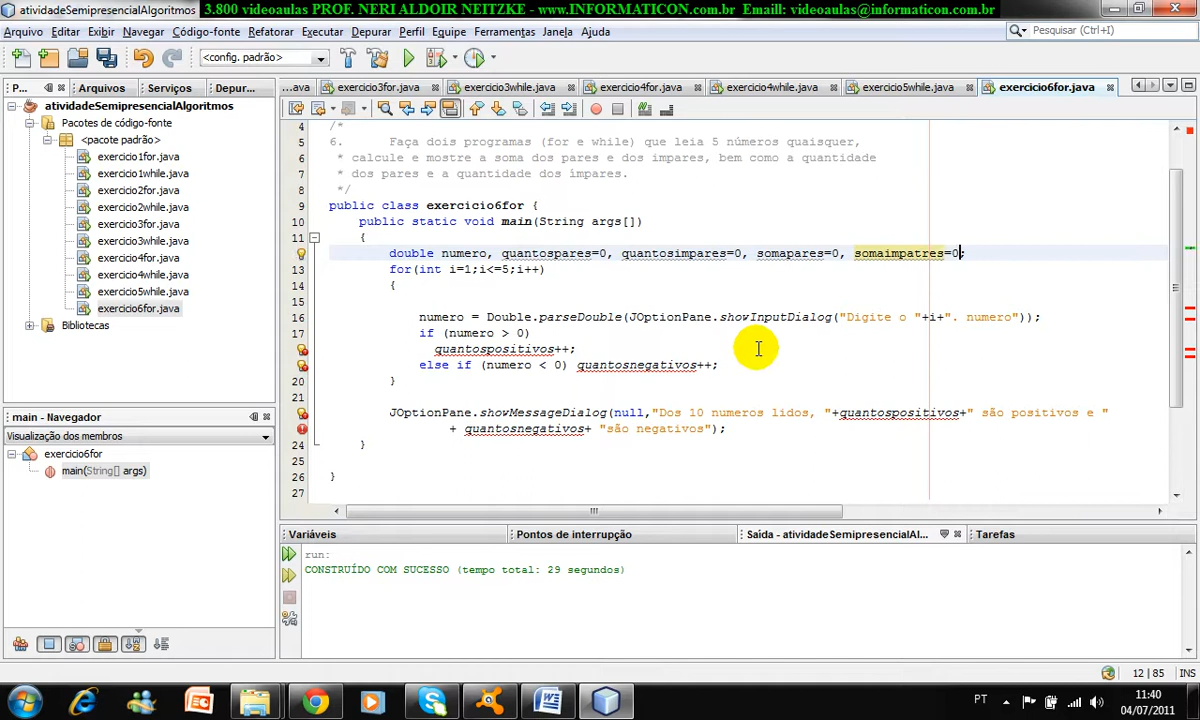 atividadeSemipresencialAlgoritmos
3.800 videoaulas PROF. NERI ALDOIR NEITZKE - www.INFORMATICON.com.br Emaill: videoaulas@informaticon.com.br
Arquivo Editar Exibir Navegar Código-fonte Refatorar Executar Depurar Perfil Equipe Ferramentas Janela Ajuda
Pesquisar (Ctrl+I)
<config. padrão>
P... Arquivos Serviços Depur...
...ava exercicio3for.java exercicio3while.java exercicio4for.java exercicio4while.java exercicio5while.java exercicio6for.java
atividadeSemipresencialAlgoritmos
Pacotes de código-fonte
<pacote padrão>
exercicio1for.java
exercicio1while.java
exercicio2for.java
exercicio2while.java
exercicio3for.java
exercicio3while.java
exercicio4for.java
exercicio4while.java
exercicio5while.java
exercicio6for.java
Bibliotecas
4 /*
5 6. Faça dois programas (for e while) que leia 5 números quaisquer,
6 * calcule e mostre a soma dos pares e dos ímpares, bem como a quantidade
7 * dos pares e a quantidade dos ímpares.
8 */
9 public class exercicio6for {
10 public static void main(String args[])
11 {
double numero, quantospares=0, quantosimpares=0, somapares=0, somaimpatres=0;
13 for(int i=1;i<=5;i++)
14 {
15
16 numero = Double.parseDouble(JOptionPane.showInputDialog("Digite o "+i+". numero"));
17 if (numero > 0)
quantospositivos++;
else if (numero < 0) quantosnegativos++;
20 }
21
JOptionPane.showMessageDialog(null,"Dos 10 numeros lidos, "+quantospositivos+" são positivos e "
+ quantosnegativos+ "são negativos");
24 }
25
26 }
27
main - Navegador
Visualização dos membros
exercicio6for
main(String[] args)
Variáveis Pontos de interrupção Saída - atividadeSemipresencialAl... Tarefas
run:
CONSTRUÍDO COM SUCESSO (tempo total: 29 segundos)
12 | 85 INS
PT 11:40
04/07/2011